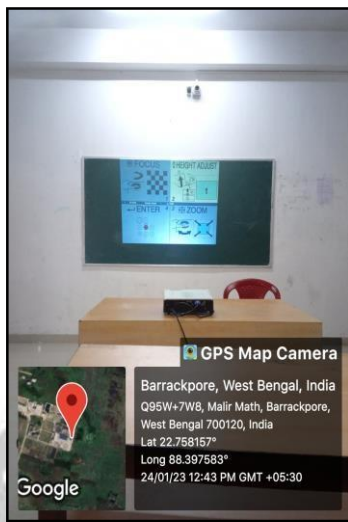 FOCUS
HEIGHT ADJUST
ENTER
ZOOM
GPS Map Camera
Barrackpore, West Bengal, India
Q95W+7W8, Malir Math, Barrackpore,
West Bengal 700120, India
Lat 22.758157°
Long 88.397583°
24/01/23 12:43 PM GMT +05:30
Google